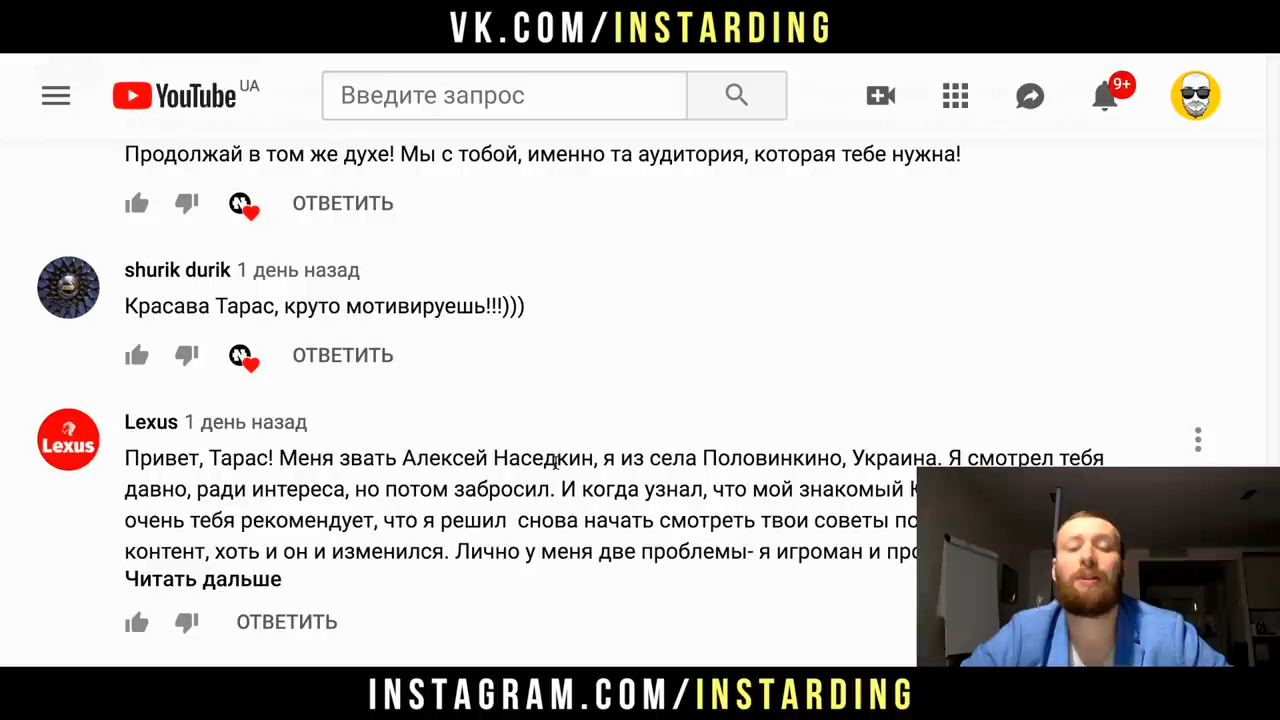 VK.COM/INSTARDING
YouTube UA
Введите запрос
9+
Продолжай в том же духе! Мы с тобой, именно та аудитория, которая тебе нужна!
ОТВЕТИТЬ
shurik durik 1 день назад
Красава Тарас, круто мотивируешь!!!)))
ОТВЕТИТЬ
Lexus 1 день назад
Lexus
Привет, Тарас! Меня звать Алексей Наседкин, я из села Половинкино, Украина. Я смотрел тебя
давно, ради интереса, но потом забросил. И когда узнал, что мой знакомый
очень тебя рекомендует, что я решил снова начать смотреть твои советы
контент, хоть и он и изменился. Лично у меня две проблемы- я игроман и
Читать дальше
ОТВЕТИТЬ
INSTAGRAM.COM/INSTARDING